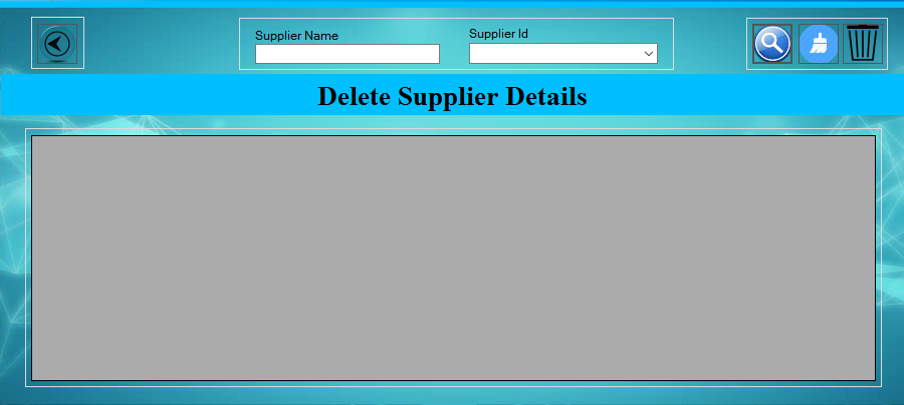 Supplier Name
Supplier Id
Delete Supplier Details